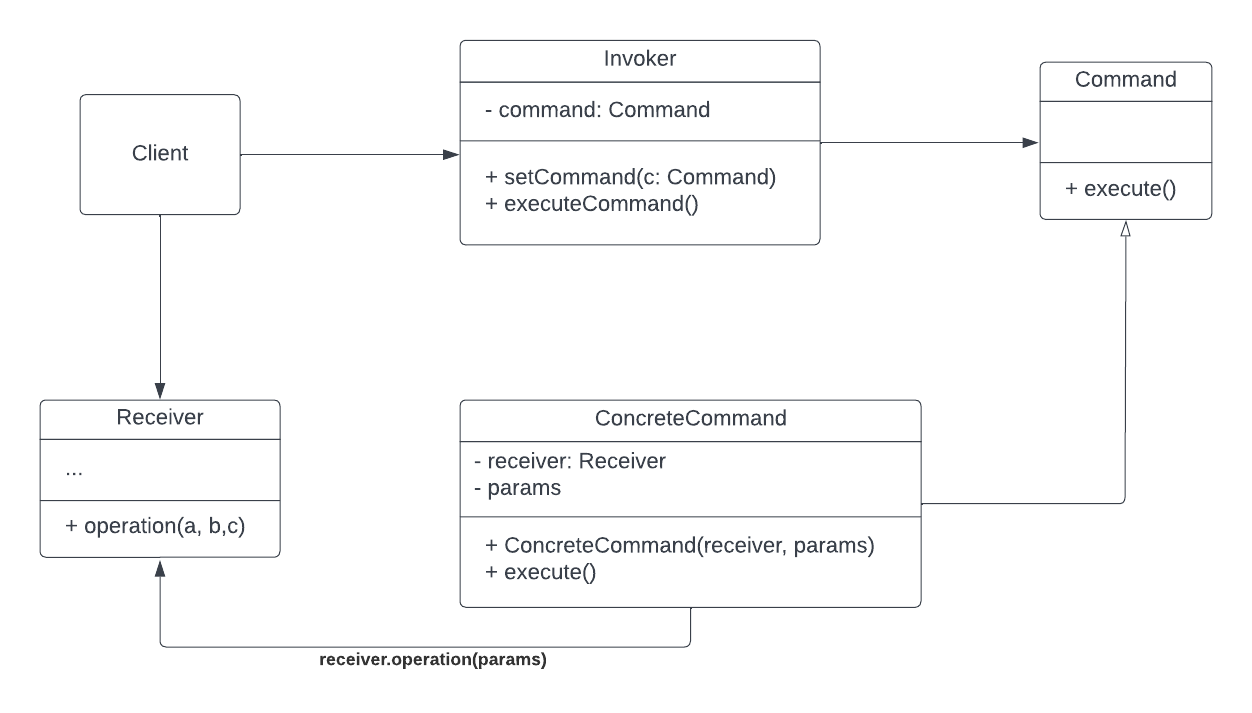 Client
Invoker
- command: Command
+ setCommand(c: Command)
+ executeCommand()
Command
+ execute()
Receiver
...
+ operation(a, b,c)
ConcreteCommand
- receiver: Receiver
- params
+ ConcreteCommand(receiver, params)
+ execute()
receiver.operation(params)